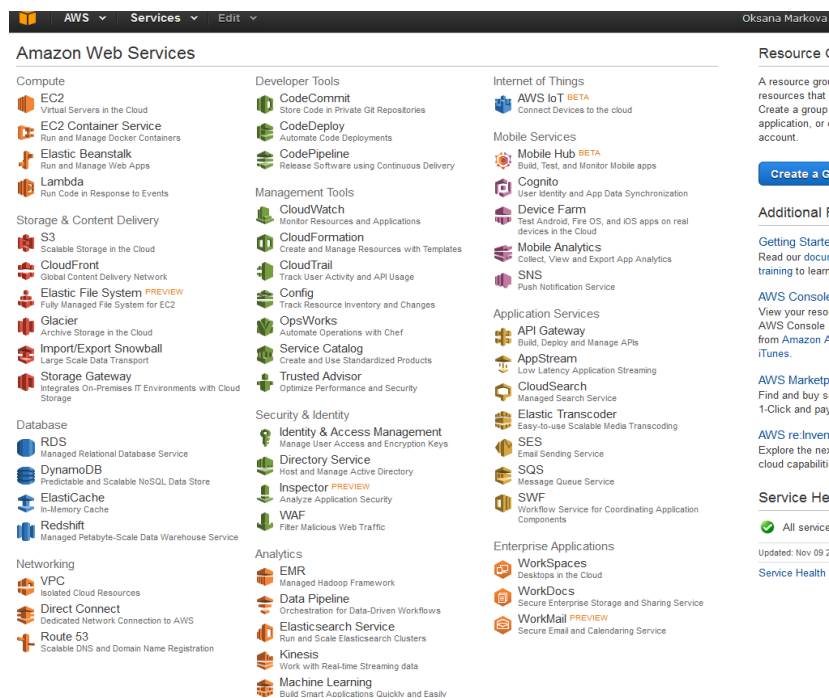 AWS Services Edit Oksana Markova
Amazon Web Services
Compute
EC2
Virtual Servers in the Cloud
EC2 Container Service
Run and Manage Docker Containers
Elastic Beanstalk
Run and Manage Web Apps
Lambda
Run Code in Response to Events
Storage & Content Delivery
S3
Scalable Storage in the Cloud
CloudFront
Global Content Delivery Network
Elastic File System PREVIEW
Fully Managed File System for EC2
Glacier
Archive Storage in the Cloud
Import/Export Snowball
Large Scale Data Transport
Storage Gateway
Integrates On-Premises IT Environments with Cloud
Storage
Database
RDS
Managed Relational Database Service
DynamoDB
Predictable and Scalable NoSQL Data Store
ElastiCache
In-Memory Cache
Redshift
Managed Petabyte-Scale Data Warehouse Service
Networking
VPC
Isolated Cloud Resources
Direct Connect
Dedicated Network Connection to AWS
Route 53
Scalable DNS and Domain Name Registration
Developer Tools
CodeCommit
Store Code in Private Git Repositories
CodeDeploy
Automate Code Deployments
CodePipeline
Release Software using Continuous Delivery
Management Tools
CloudWatch
Monitor Resources and Applications
CloudFormation
Create and Manage Resources with Templates
CloudTrail
Track User Activity and API Usage
Config
Track Resource Inventory and Changes
OpsWorks
Automate Operations with Chef
Service Catalog
Create and Use Standardized Products
Trusted Advisor
Optimize Performance and Security
Security & Identity
Identity & Access Management
Manage User Access and Encryption Keys
Directory Service
Host and Manage Active Directory
Inspector PREVIEW
Analyze Application Security
WAF
Filter Malicious Web Traffic
Analytics
EMR
Managed Hadoop Framework
Data Pipeline
Orchestration for Data-Driven Workflows
Elasticsearch Service
Run and Scale Elasticsearch Clusters
Kinesis
Work with Real-time Streaming data
Machine Learning
Build Smart Applications Quickly and Easily
Internet of Things
AWS IoT BETA
Connect Devices to the cloud
Mobile Services
Mobile Hub BETA
Build, Test, and Monitor Mobile apps
Cognito
User Identity and App Data Synchronization
Device Farm
Test Android, Fire OS, and iOS apps on real
devices in the Cloud
Mobile Analytics
Collect, View and Export App Analytics
SNS
Push Notification Service
Application Services
API Gateway
Build, Deploy and Manage APIs
AppStream
Low Latency Application Streaming
CloudSearch
Managed Search Service
Elastic Transcoder
Easy-to-use Scalable Media Transcoding
SES
Email Sending Service
SQS
Message Queue Service
SWF
Workflow Service for Coordinating Application
Components
Enterprise Applications
WorkSpaces
Desktops in the Cloud
WorkDocs
Secure Enterprise Storage and Sharing Service
WorkMail PREVIEW
Secure Email and Calendaring Service
Resource
A resource
resources that
Create a group
application, or
account.
Create a
Additional
Getting
Read our
training to
AWS Console
View your
AWS Console
from Amazon
iTunes.
AWS
Find and buy
1-Click and
AWS
Explore the
cloud
Service
All
Updated: Nov 09
Service Health